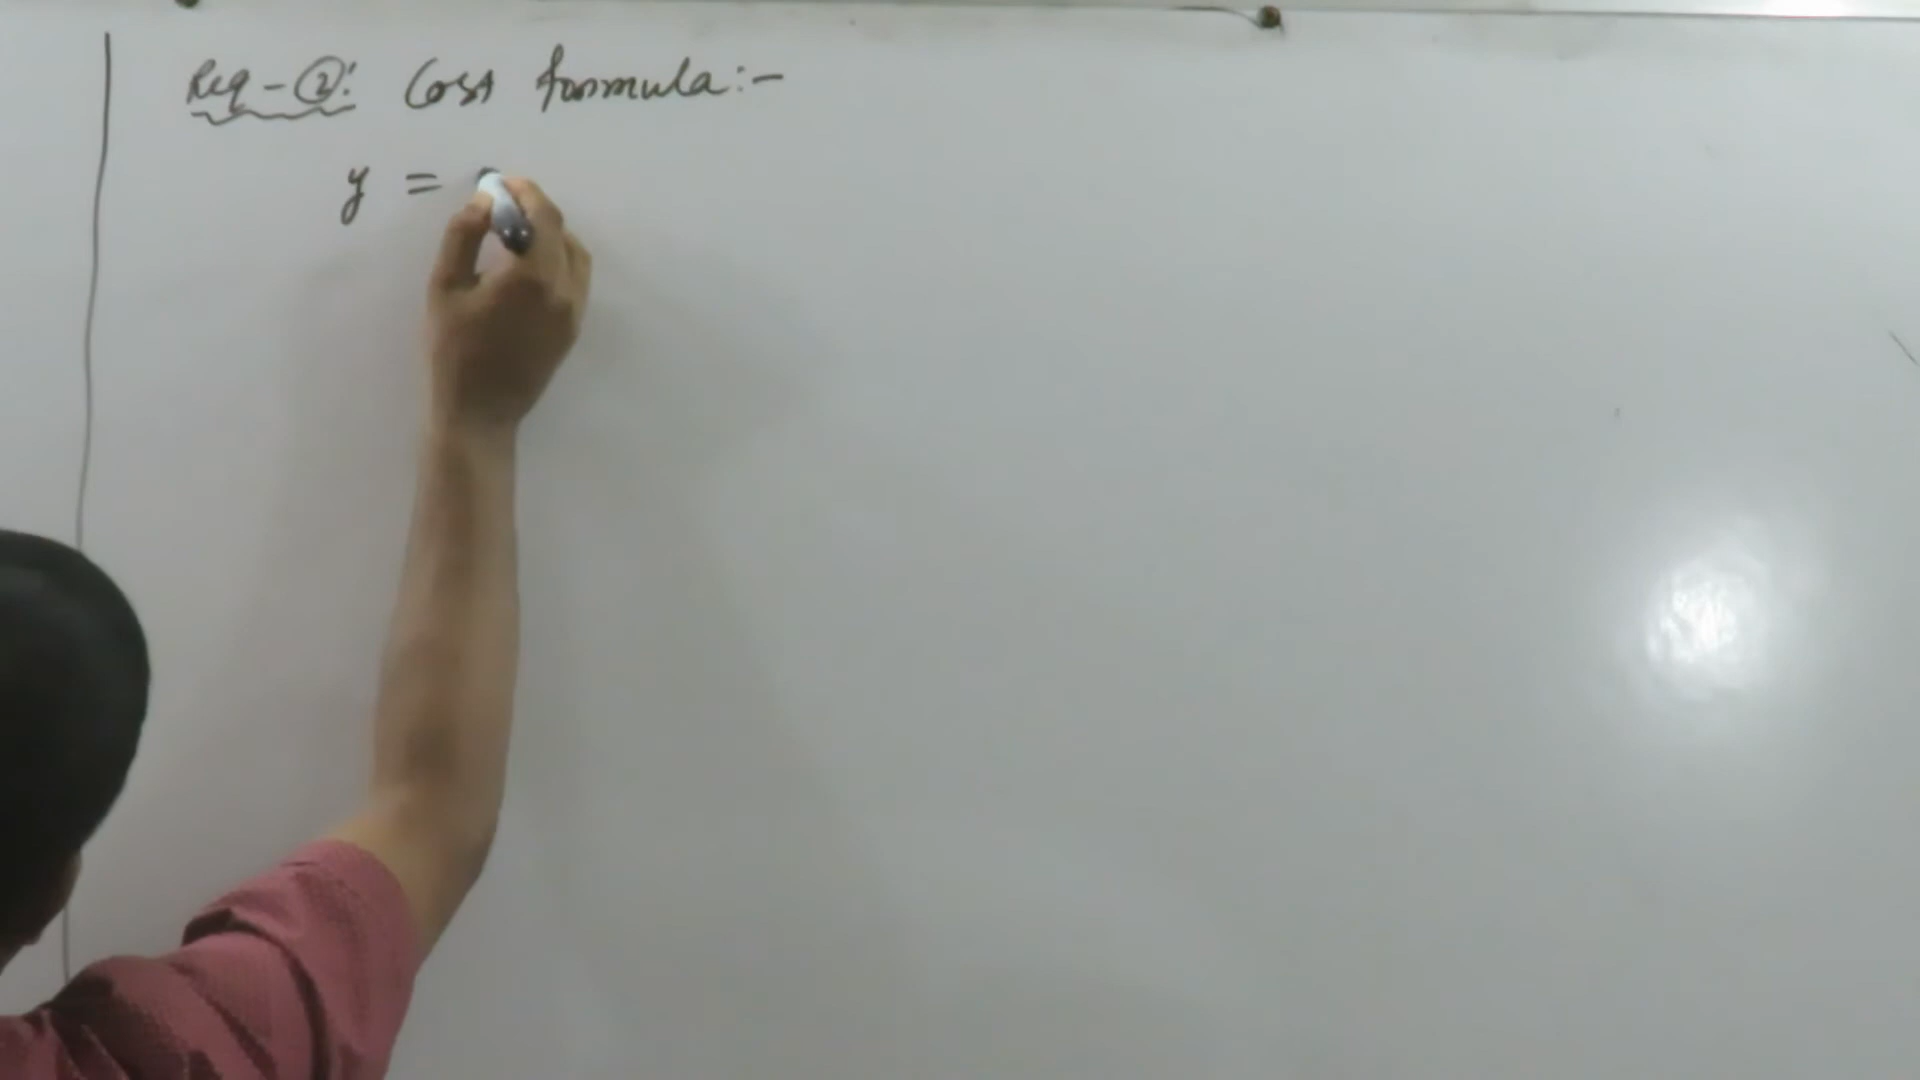 Req-②: Cost formula:-
y =